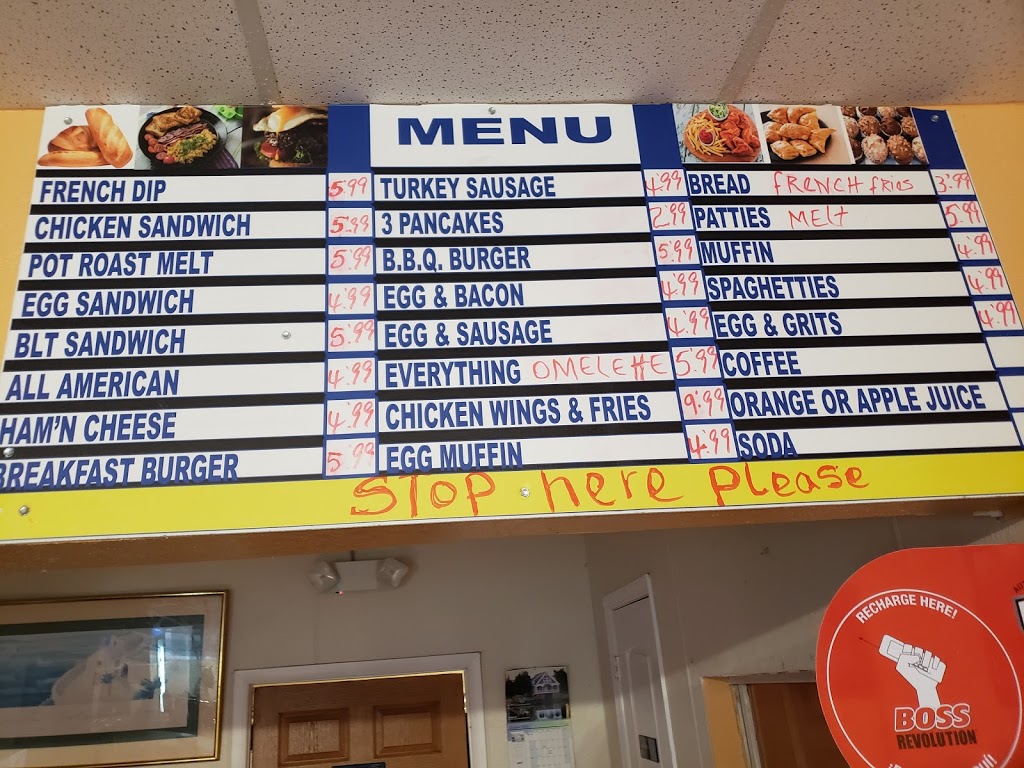 MENU
FRENCH DIP 5.99
CHICKEN SANDWICH 5.99
POT ROAST MELT 5.99
EGG SANDWICH 4.99
BLT SANDWICH 5.99
ALL AMERICAN 4.99
HAM'N CHEESE 4.99
BREAKFAST BURGER 5.99
TURKEY SAUSAGE 4.99
3 PANCAKES 2.99
B.B.Q. BURGER 5.99
EGG & BACON 4.99
EGG & SAUSAGE 4.99
EVERYTHING OMELETTE 5.99
CHICKEN WINGS & FRIES 9.99
EGG MUFFIN 4.99
BREAD FRENCH fries 3.99
PATTIES MELT 5.99
MUFFIN 4.99
SPAGHETTIES 4.99
EGG & GRITS 4.99
COFFEE
ORANGE OR APPLE JUICE
SODA
STOP here Please
RECHARGE HERE!
BOSS
REVOLUTION